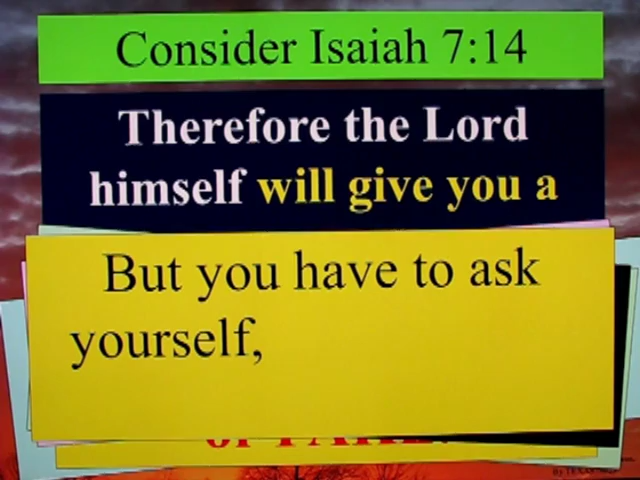 Consider Isaiah 7:14
Therefore the Lord
himself will give you a
But you have to ask
yourself,